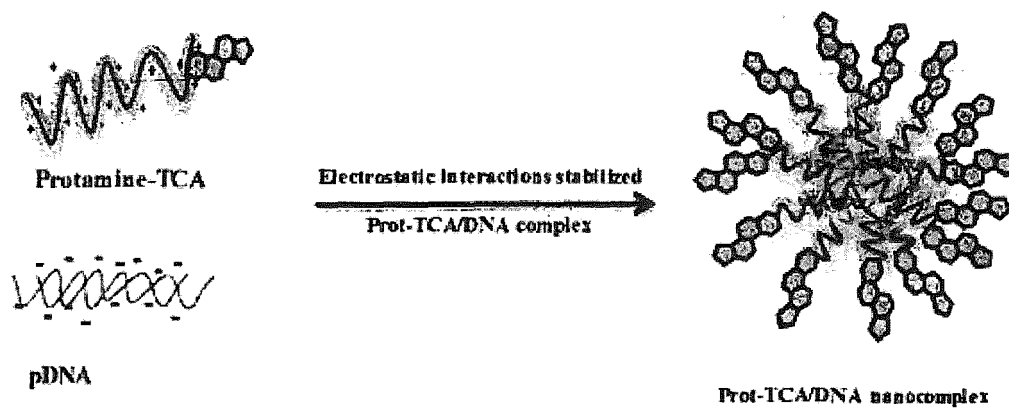 Protamine-TCA
Electrostatic interactions stabilized
Prot-TCA/DNA complex
pDNA
Prot-TCA/DNA nanocomplex